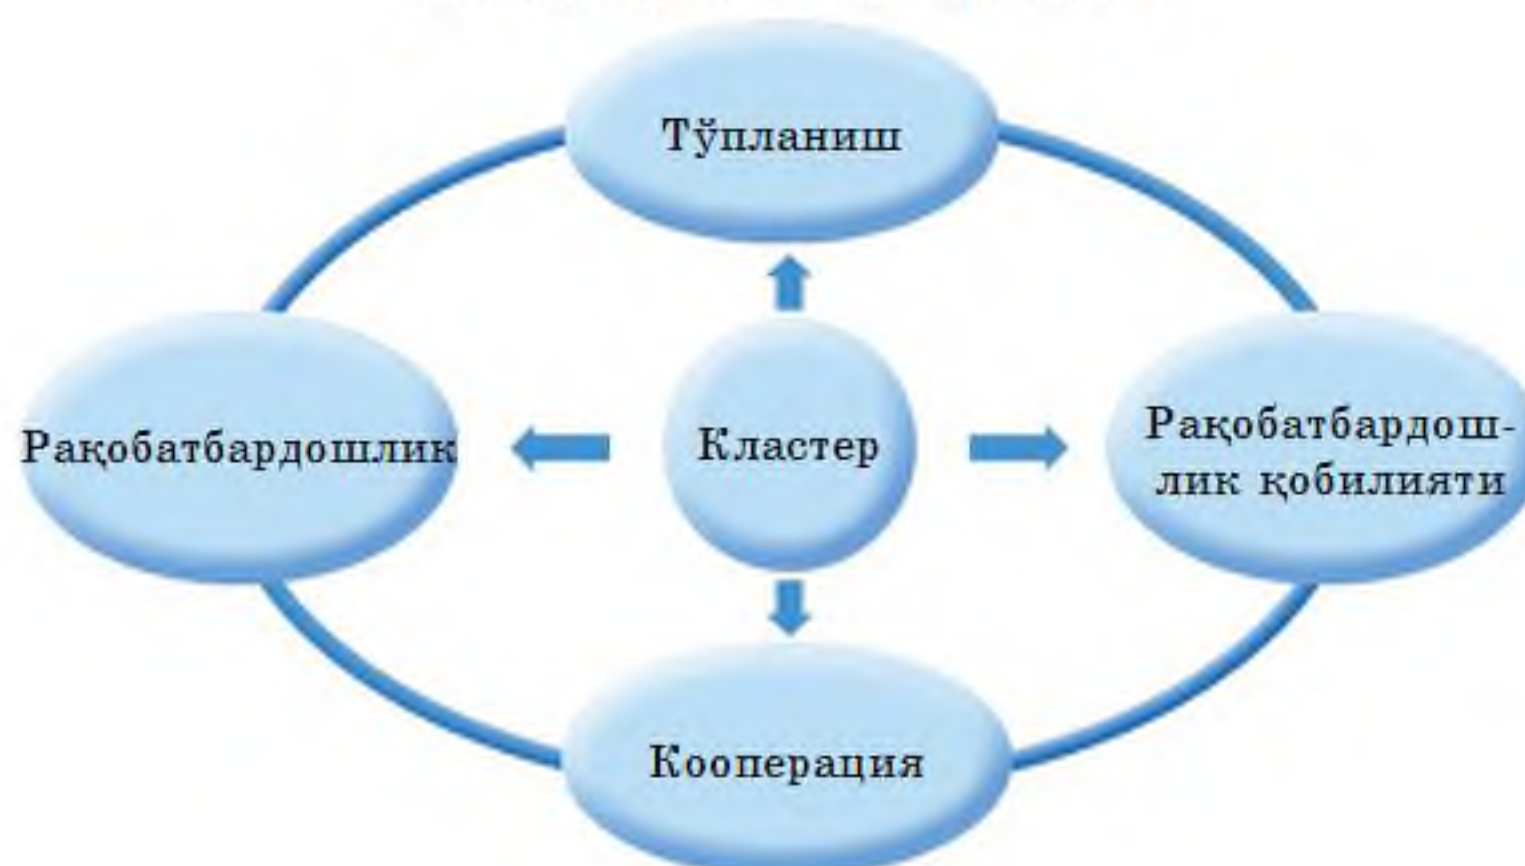 Тўпланиш
Рақобатбардошлик
Кластер
Рақобатбардош-
лик қобилияти
Кооперация